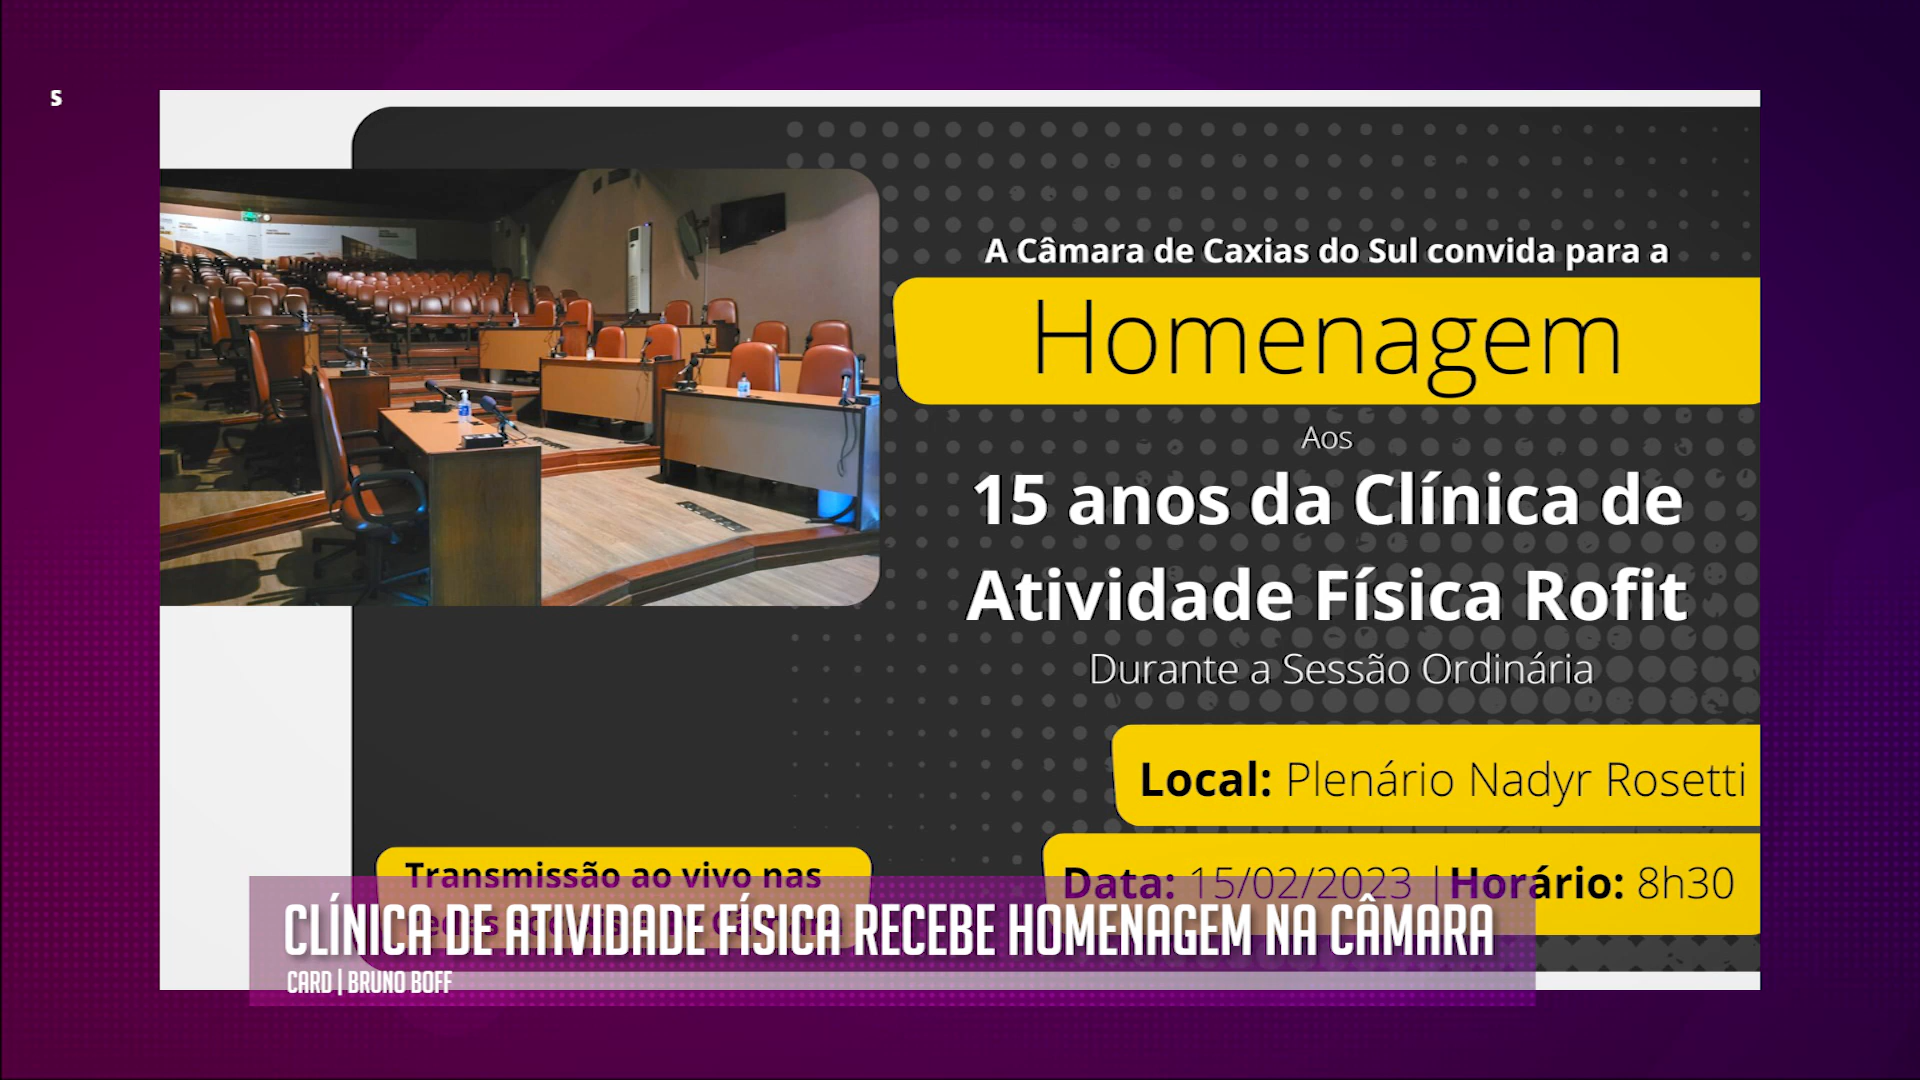 S
A Câmara de Caxias do Sul convida para a
Homenagem
Aos
15 anos da Clínica de
Atividade Física Rofit
Durante a Sessão Ordinária
Local: Plenário Nadyr Rosetti
Data: 15/02/2023 | Horário: 8h30
Transmissão ao vivo nas
CLÍNICA DE ATIVIDADE FÍSICA RECEBE HOMENAGEM NA CÂMARA
CARD | BRUNO BOFF